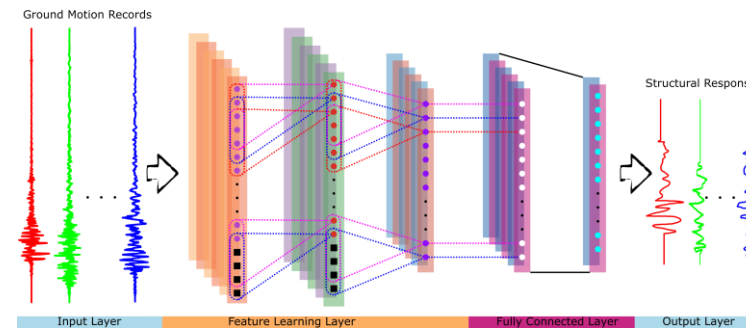 Ground Motion Records
Structural Respons
Input Layer
Feature Learning Layer
Fully Connected Layer
Output Layer